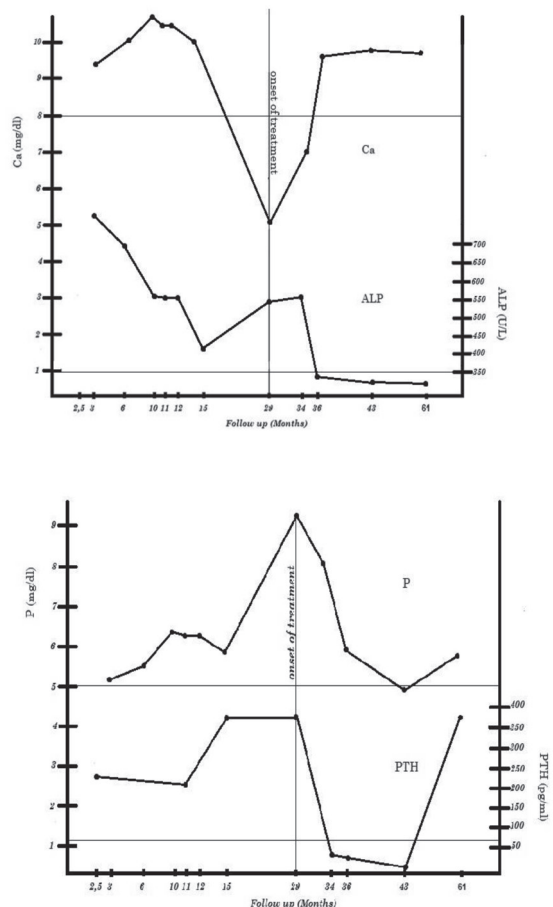 10
9
8
7
6
5
4
3
2
1
Ca (mg/dl)
onset of treatment
Ca
ALP
700
650
600
550
500
450
400
350
ALP (U/L)
2,5 3 6 10 11 12 15 29 34 36 43 61
Follow up (Months)
9
8
7
6
5
4
3
2
1
P (mg/dl)
onset of treatment
P
PTH
400
350
300
250
200
150
100
50
PTH (pg/ml)
2,5 3 6 10 11 12 15 29 34 36 43 61
Follow up (Months)